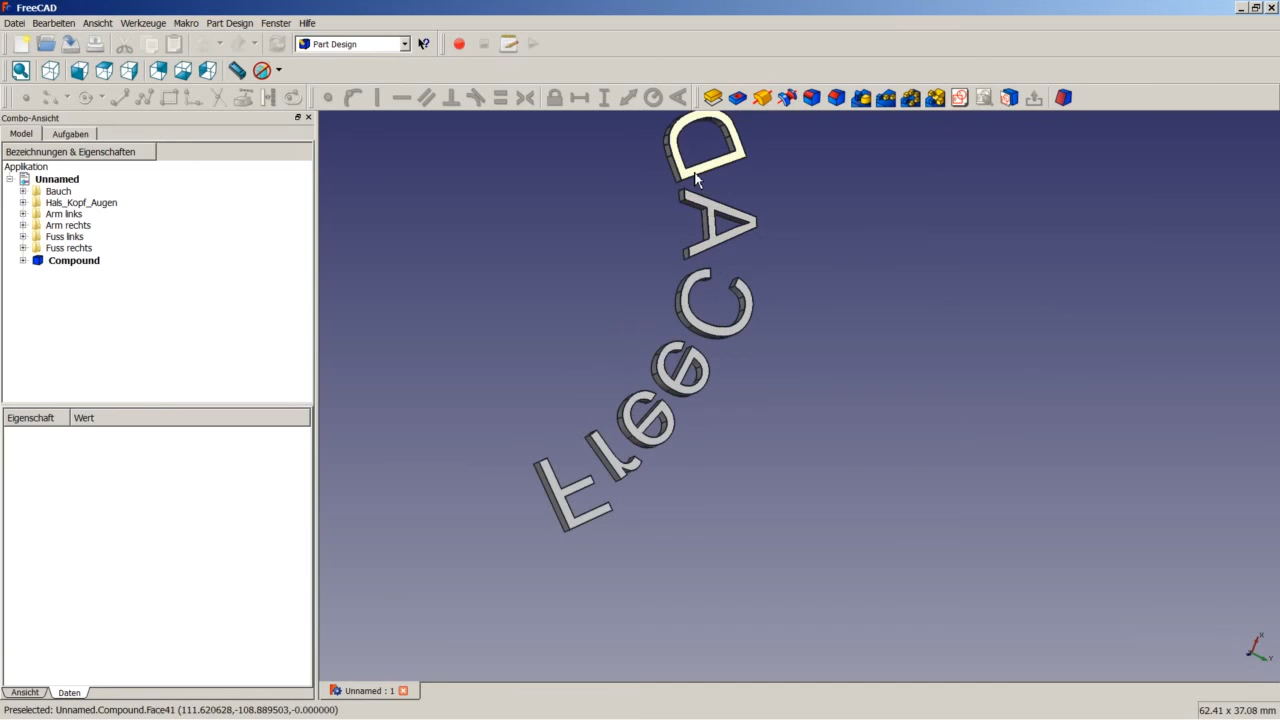 FreeCAD
Datei Bearbeiten Ansicht Werkzeuge Makro Part Design Fenster Hilfe
Part Design
Combo-Ansicht
Model Aufgaben
Bezeichnungen & Eigenschaften
Applikation
Unnamed
Bauch
Hals_Kopf_Augen
Arm links
Arm rechts
Fuss links
Fuss rechts
Compound
Eigenschaft Wert
Ansicht Daten
FreeCAD
X
Y
Unnamed : 1
Preselected: Unnamed.Compound.Face41 (111.620628,-108.889503,-0.000000)
62.41 x 37.08 mm